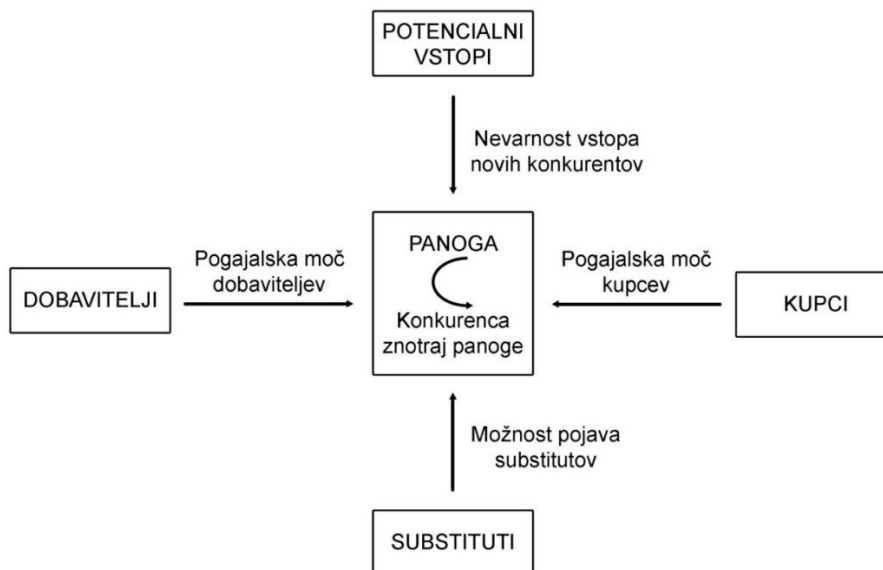 POTENCIALNI
VSTOPI
Nevarnost vstopa
novih konkurentov
DOBAVITELJI
Pogajalska moč
dobaviteljev
PANOGA
Konkurenca
znotraj panoge
Pogajalska moč
kupcev
KUPCI
Možnost pojava
substitutov
SUBSTITUTI